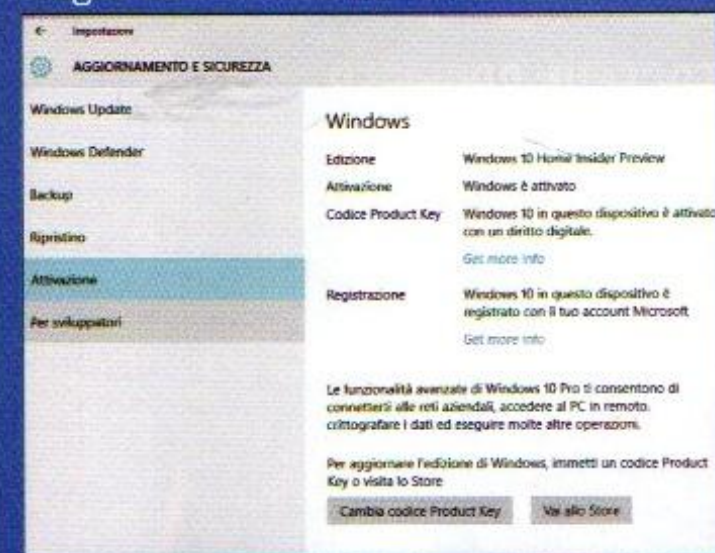 Impostazioni
AGGIORNAMENTO E SICUREZZA
Windows Update
Windows Defender
Backup
Ripristino
Attivazione
Per sviluppatori
Windows
Edizione Windows 10 Home Insider Preview
Attivazione Windows è attivato
Codice Product Key Windows 10 in questo dispositivo è attivato
con un diritto digitale.
Get more info
Registrazione Windows 10 in questo dispositivo è
registrato con il tuo account Microsoft
Get more info
Le funzionalità avanzate di Windows 10 Pro ti consentono di
connetterti alle reti aziendali, accedere al PC in remoto,
crittografare i dati ed eseguire molte altre operazioni.
Per aggiornare l'edizione di Windows, immetti un codice Product
Key o visita lo Store
Cambia codice Product Key Vai allo Store